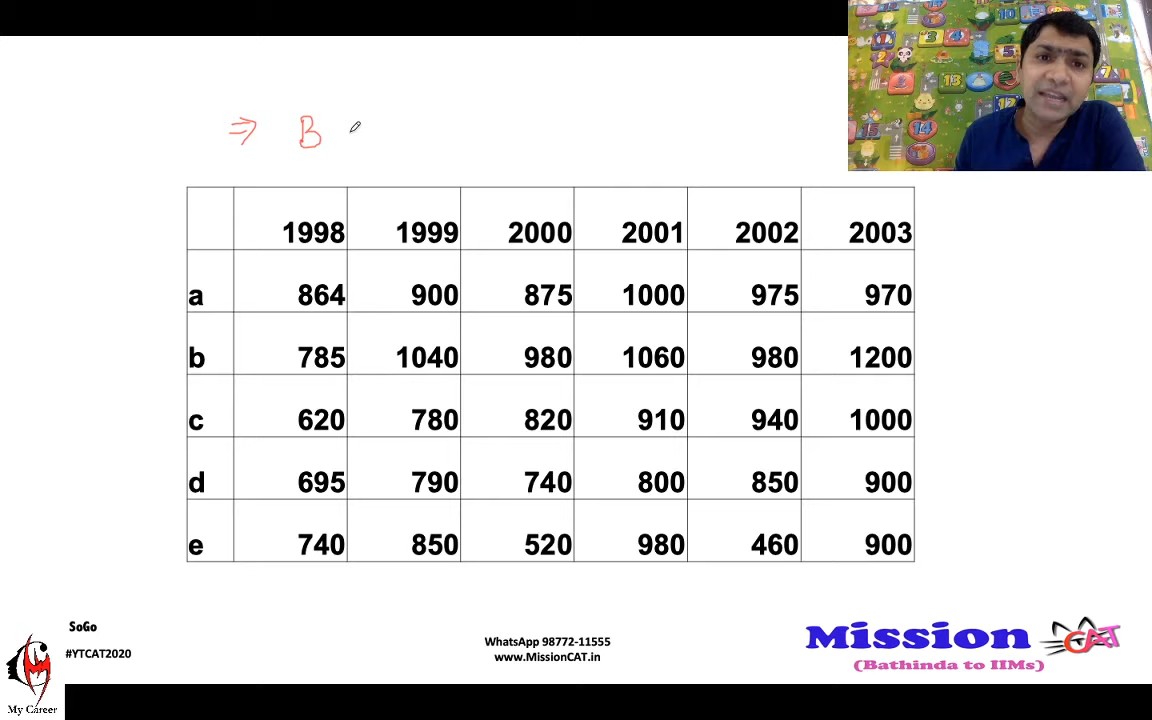 ⇒ B
1998 1999 2000 2001 2002 2003
a 864 900 875 1000 975 970
b 785 1040 980 1060 980 1200
c 620 780 820 910 940 1000
d 695 790 740 800 850 900
e 740 850 520 980 460 900
SoGo
#YTCAT2020
My Career
WhatsApp 98772-11555
www.MissionCAT.in
Mission CAT
(Bathinda to IIMs)